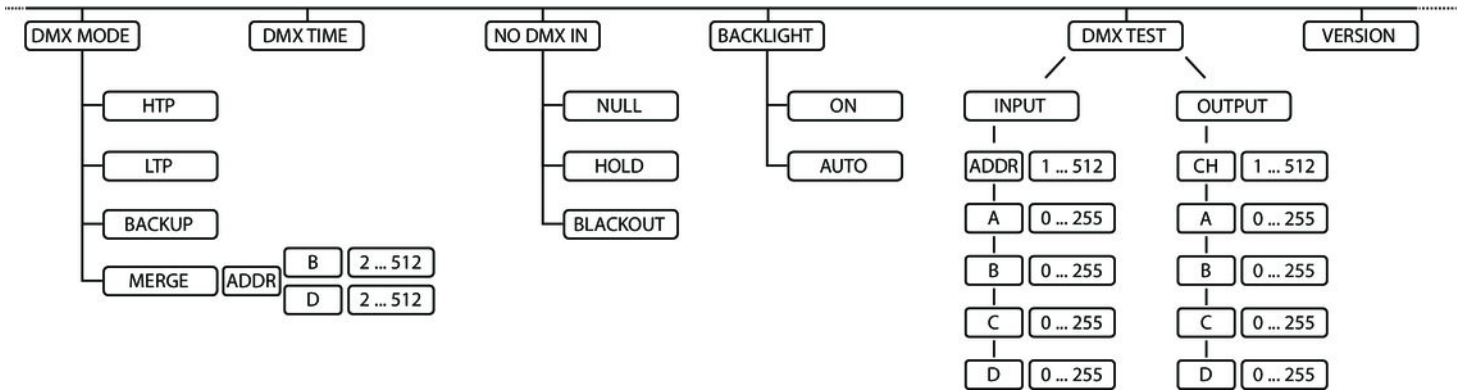 DMX MODE DMX TIME NO DMX IN BACKLIGHT DMX TEST VERSION
HTP NULL ON INPUT OUTPUT
LTP HOLD AUTO ADDR 1 ... 512 CH 1 ... 512
BACKUP BLACKOUT A 0 ... 255 A 0 ... 255
MERGE ADDR B 2 ... 512 B 0 ... 255 B 0 ... 255
D 2 ... 512 C 0 ... 255 C 0 ... 255
D 0 ... 255 D 0 ... 255